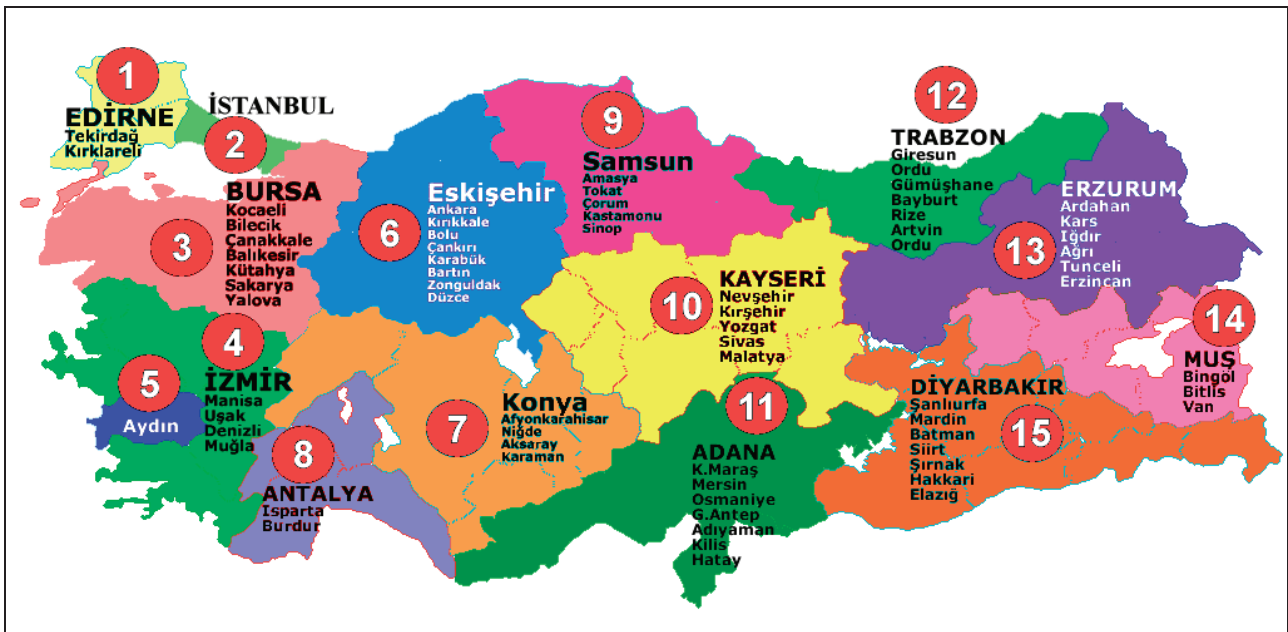 1
EDİRNE
Tekirdağ
Kırklareli
İSTANBUL
2
BURSA
Kocaeli
Bilecik
Çanakkale
Balıkesir
Kütahya
Sakarya
Yalova
3
4
İZMİR
Manisa
Uşak
Denizli
Muğla
5
Aydın
6
Eskişehir
Ankara
Kırıkkale
Bolu
Çankırı
Karabük
Bartın
Zonguldak
Düzce
7
Konya
Afyonkarahisar
Niğde
Aksaray
Karaman
8
ANTALYA
Isparta
Burdur
9
Samsun
Amasya
Tokat
Çorum
Kastamonu
Sinop
10
KAYSERİ
Nevşehir
Kırşehir
Yozgat
Sivas
Malatya
11
ADANA
K.Maraş
Mersin
Osmaniye
G.Antep
Adıyaman
Kilis
Hatay
12
TRABZON
Giresun
Ordu
Gümüşhane
Bayburt
Rize
Artvin
Ordu
13
ERZURUM
Ardahan
Kars
Iğdır
Ağrı
Tunceli
Erzincan
14
MUŞ
Bingöl
Bitlis
Van
15
DİYARBAKIR
Şanlıurfa
Mardin
Batman
Siirt
Şırnak
Hakkari
Elazığ